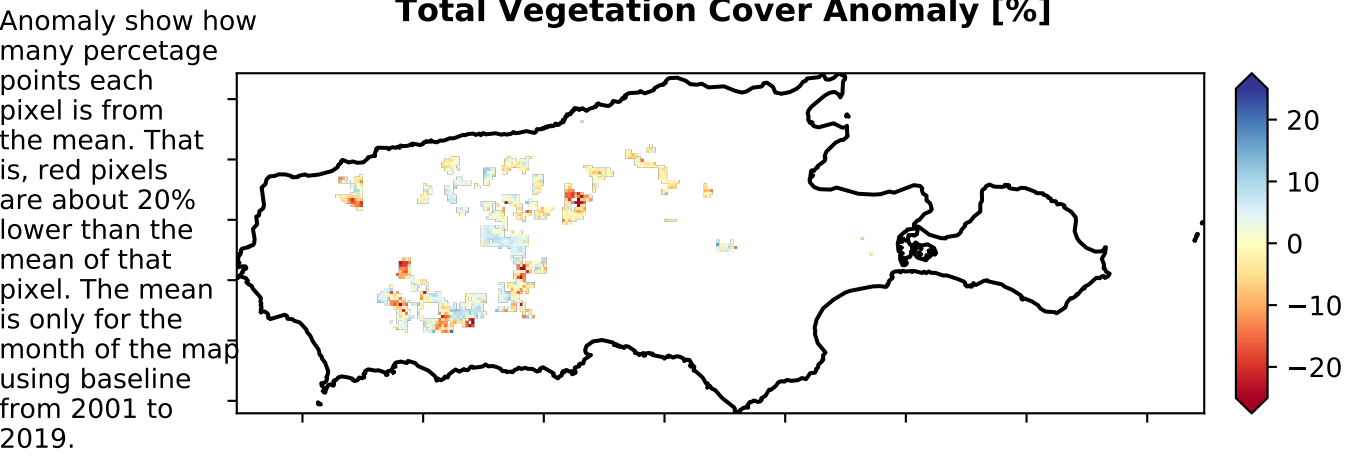 Total Vegetation Cover Anomaly [%]
Anomaly show how
many percetage
points each
pixel is from
the mean. That
is, red pixels
are about 20%
lower than the
mean of that
pixel. The mean
is only for the
month of the map
using baseline
from 2001 to
2019.
20
10
0
−10
−20